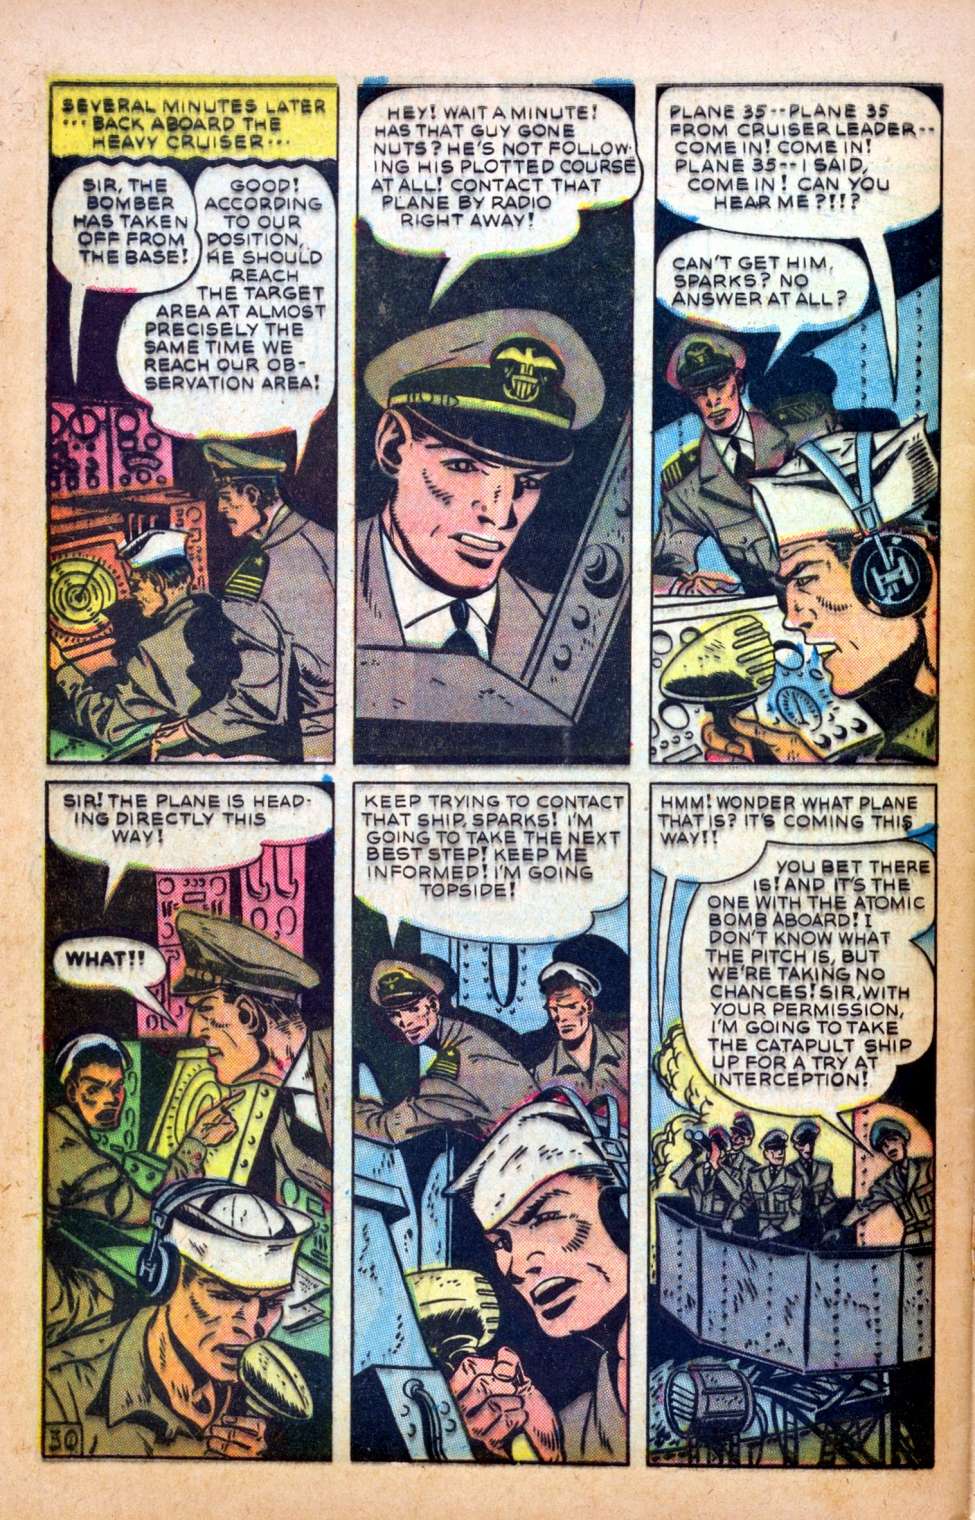 SEVERAL MINUTES LATER
... BACK ABOARD THE
HEAVY CRUISER...
SIR, THE
BOMBER
HAS TAKEN
OFF FROM
THE BASE!
GOOD!
ACCORDING
TO OUR
POSITION,
HE SHOULD
REACH
THE TARGET
AREA AT ALMOST
PRECISELY THE
SAME TIME WE
REACH OUR OB-
SERVATION AREA!
HEY! WAIT A MINUTE!
HAS THAT GUY GONE
NUTS? HE'S NOT FOLLOW-
ING HIS PLOTTED COURSE
AT ALL! CONTACT THAT
PLANE BY RADIO
RIGHT AWAY!
PLANE 35--PLANE 35
FROM CRUISER LEADER--
COME IN! COME IN!
PLANE 35--I SAID,
COME IN! CAN YOU
HEAR ME?!!?
CAN'T GET HIM,
SPARKS? NO
ANSWER AT ALL?
SIR! THE PLANE IS HEAD-
ING DIRECTLY THIS
WAY!
WHAT!!
30
KEEP TRYING TO CONTACT
THAT SHIP, SPARKS! I'M
GOING TO TAKE THE NEXT
BEST STEP! KEEP ME
INFORMED! I'M GOING
TOPSIDE!
HMM! WONDER WHAT PLANE
THAT IS? IT'S COMING THIS
WAY!!
YOU BET THERE
IS! AND IT'S THE
ONE WITH THE ATOMIC
BOMB ABOARD! I
DON'T KNOW WHAT
THE PITCH IS, BUT
WE'RE TAKING NO
CHANCES! SIR, WITH
YOUR PERMISSION,
I'M GOING TO TAKE
THE CATAPULT SHIP
UP FOR A TRY AT
INTERCEPTION!